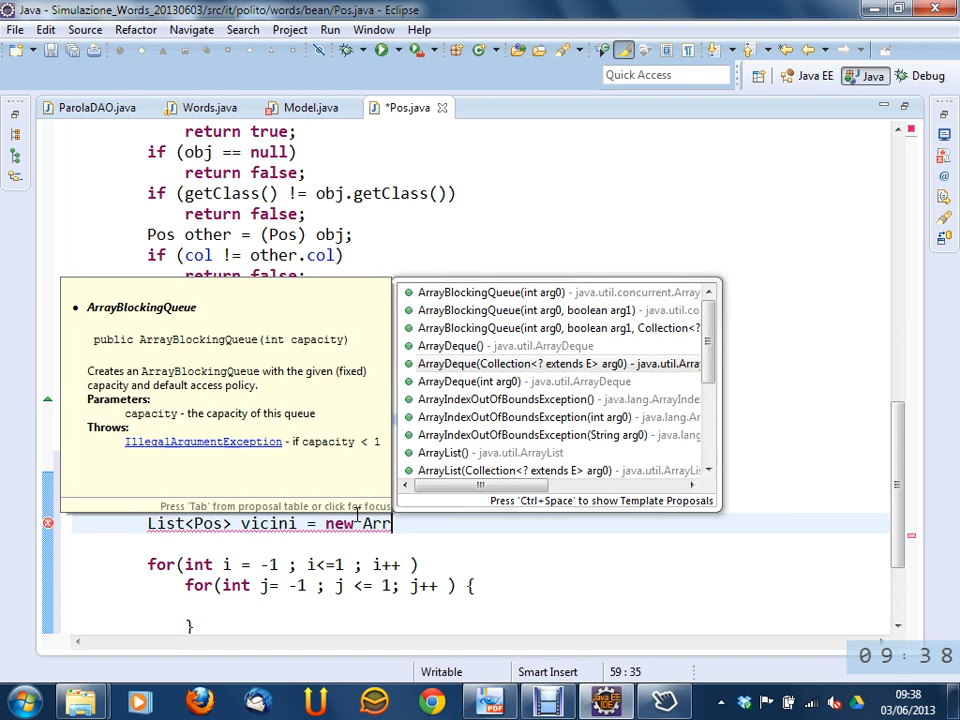 Java - Simulazione_Words_20130603/src/it/polito/words/bean/Pos.java - Eclipse
File Edit Source Refactor Navigate Search Project Run Window Help
Quick Access
Java EE Java Debug
ParolaDAO.java Words.java Model.java *Pos.java
return true;
if (obj == null)
return false;
if (getClass() != obj.getClass())
return false;
Pos other = (Pos) obj;
if (col != other.col)
return false;
ArrayBlockingQueue
public ArrayBlockingQueue(int capacity)
Creates an ArrayBlockingQueue with the given (fixed)
capacity and default access policy.
Parameters:
capacity - the capacity of this queue
Throws:
IllegalArgumentException - if capacity < 1
Press 'Tab' from proposal table or click for focus
ArrayBlockingQueue(int arg0) - java.util.concurrent.Array
ArrayBlockingQueue(int arg0, boolean arg1) - java.util.co
ArrayBlockingQueue(int arg0, boolean arg1, Collection<?
ArrayDeque() - java.util.ArrayDeque
ArrayDeque(Collection<? extends E> arg0) - java.util.Arra
ArrayDeque(int arg0) - java.util.ArrayDeque
ArrayIndexOutOfBoundsException() - java.lang.ArrayInde
ArrayIndexOutOfBoundsException(int arg0) - java.lang.Ar
ArrayIndexOutOfBoundsException(String arg0) - java.lang
ArrayList() - java.util.ArrayList
ArrayList(Collection<? extends E> arg0) - java.util.ArrayLi
Press 'Ctrl+Space' to show Template Proposals
List<Pos> vicini = new Arr
for(int i = -1 ; i<=1 ; i++ )
for(int j= -1 ; j <= 1; j++ ) {
}
09:38
Writable Smart Insert 59 : 35
09:38
03/06/2013